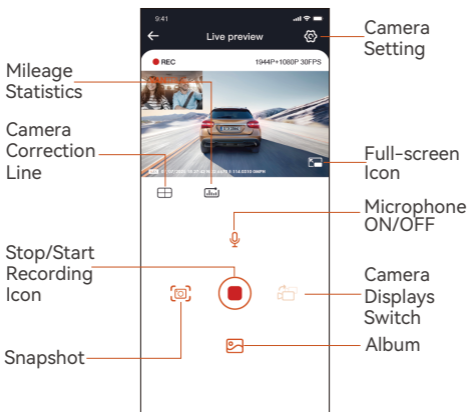 9:41
Live preview
Camera
Setting
REC
1944P+1080P 30FPS
Mileage
Statistics
Camera
Correction
Line
Full-screen
Icon
Microphone
ON/OFF
Stop/Start
Recording
Icon
Camera
Displays
Switch
Snapshot
Album